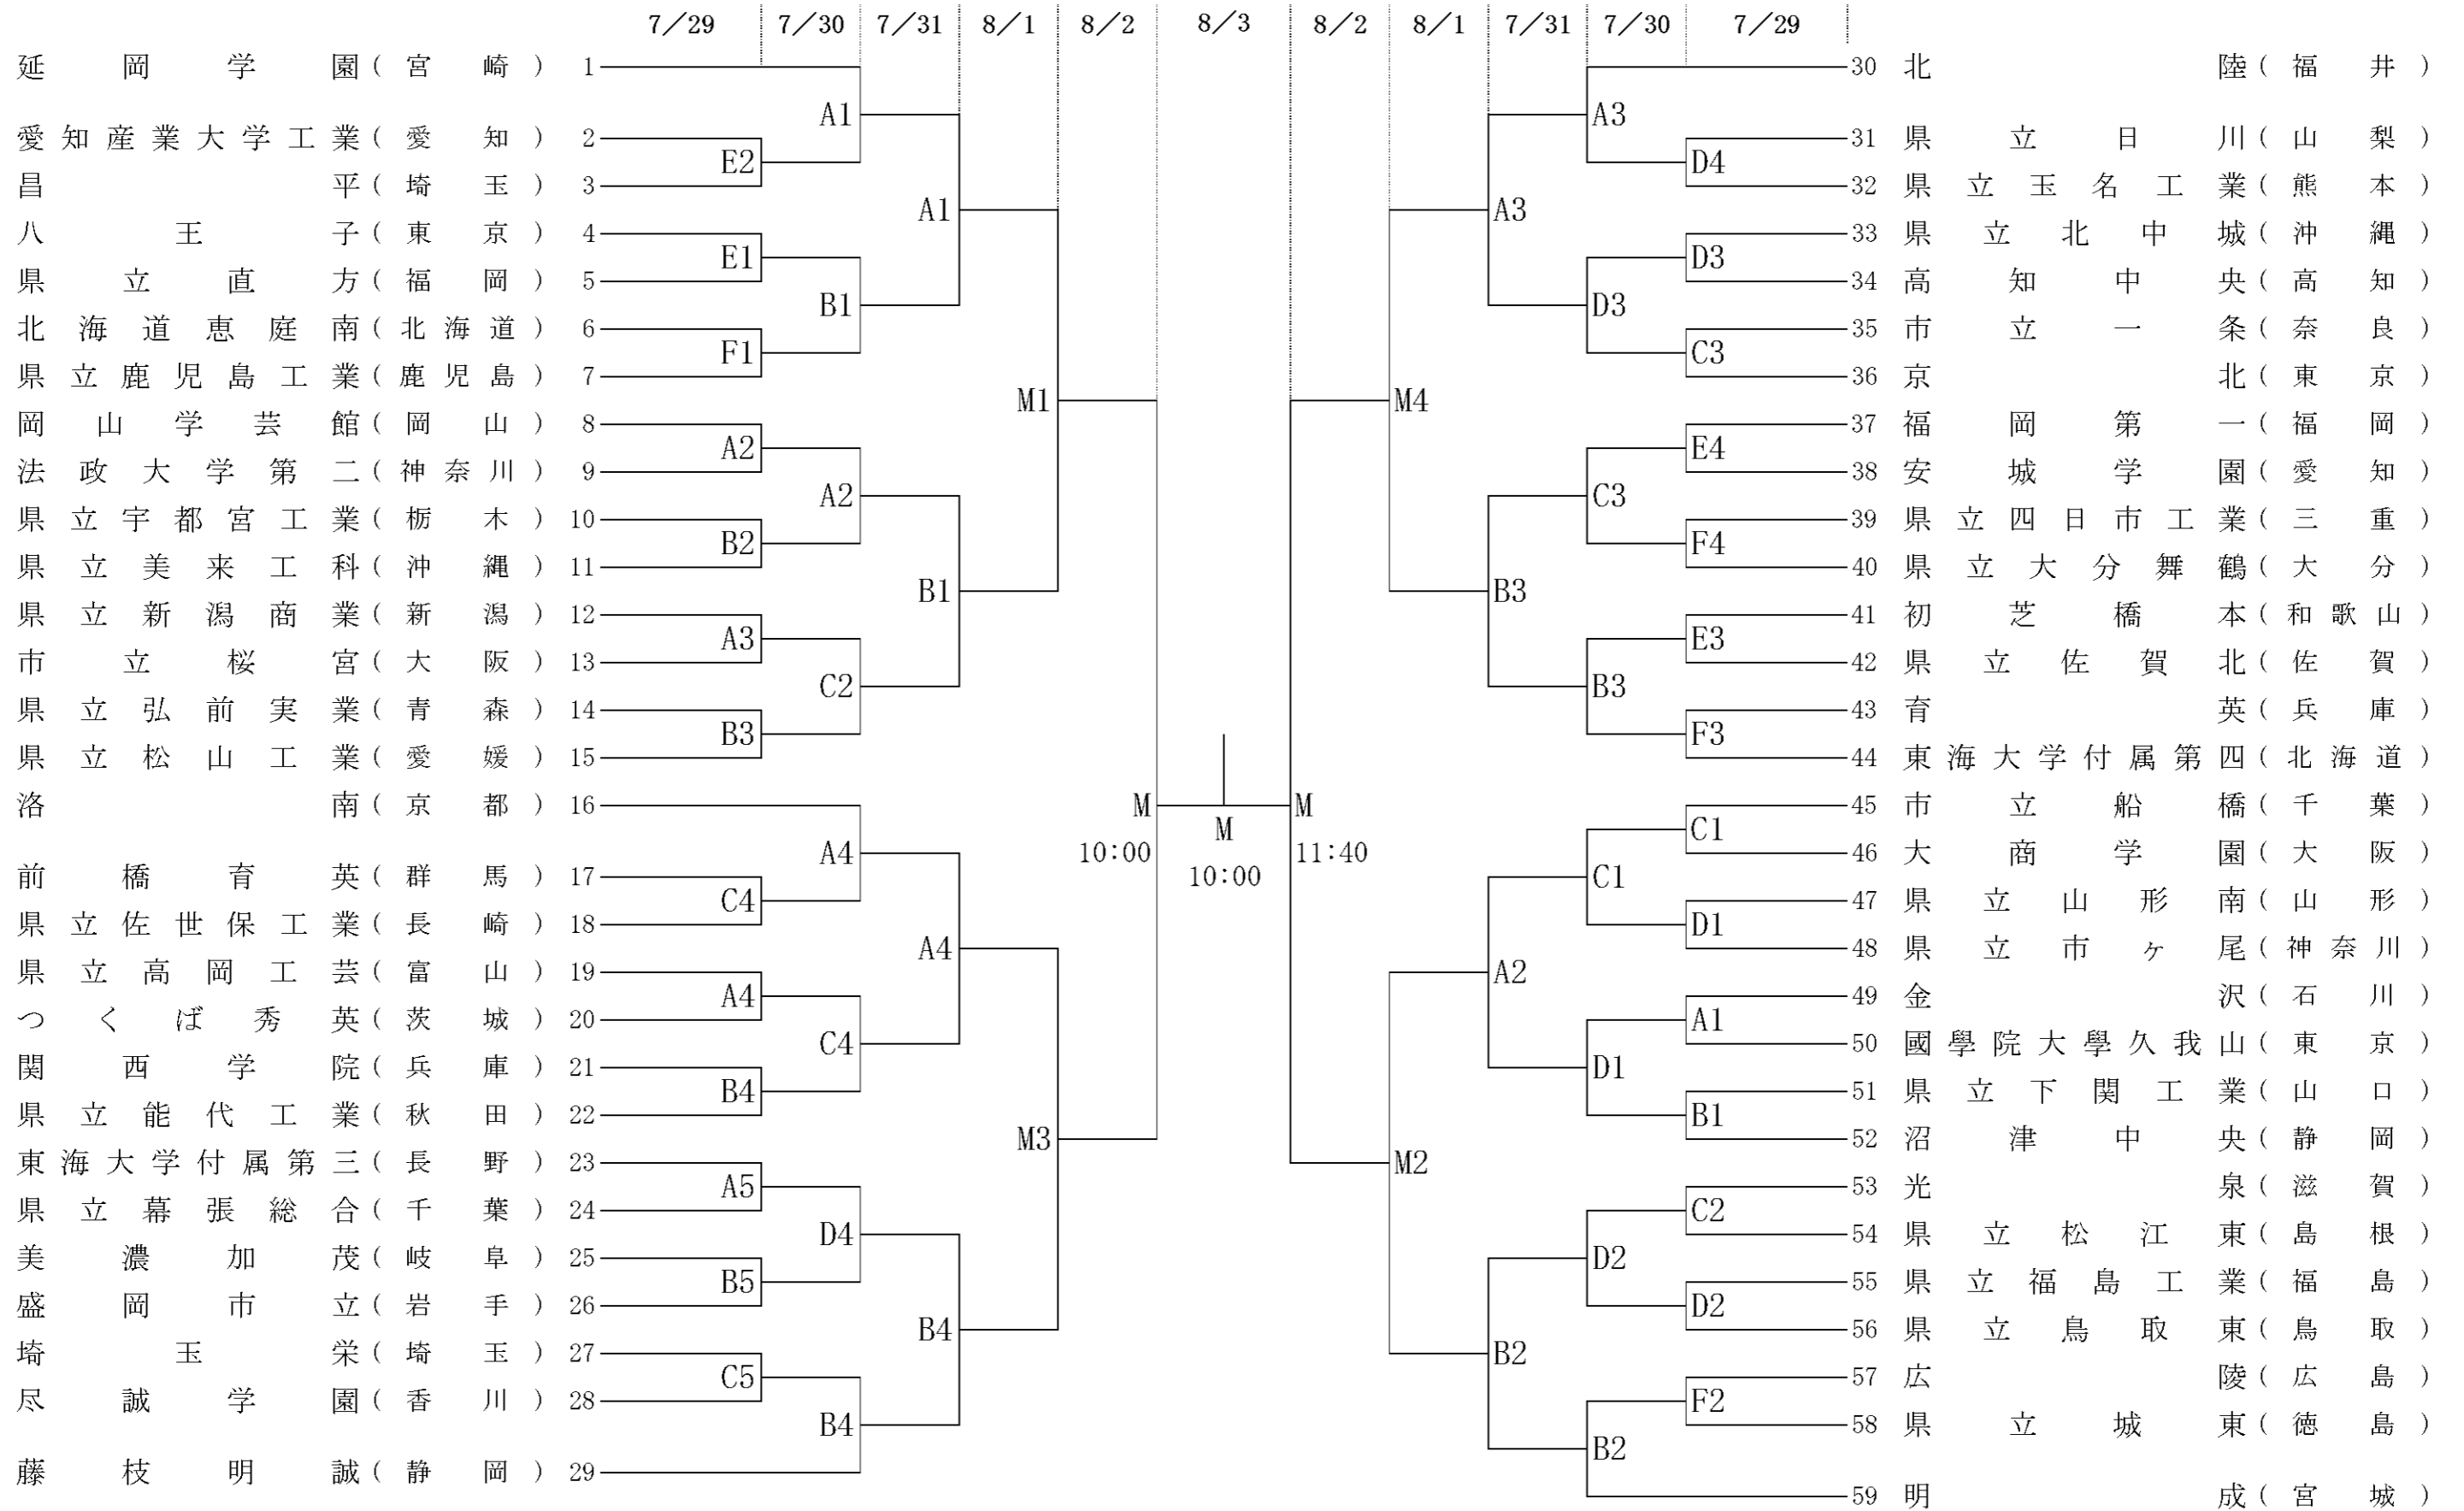 7/29 7/30 7/31 8/1 8/2 8/3 8/2 8/1 7/31 7/30 7/29
延岡学園(宮崎) 1
愛知産業大学工業(愛知) 2
昌平(埼玉) 3
八王子(東京) 4
県立直方(福岡) 5
北海道恵庭南(北海道) 6
県立鹿児島工業(鹿児島) 7
岡山学芸館(岡山) 8
法政大学第二(神奈川) 9
県立宇都宮工業(栃木) 10
県立美来工科(沖縄) 11
県立新潟商業(新潟) 12
市立桜宮(大阪) 13
県立弘前実業(青森) 14
県立松山工業(愛媛) 15
洛南(京都) 16
前橋育英(群馬) 17
県立佐世保工業(長崎) 18
県立高岡工芸(富山) 19
つくば秀英(茨城) 20
関西学院(兵庫) 21
県立能代工業(秋田) 22
東海大学付属第三(長野) 23
県立幕張総合(千葉) 24
美濃加茂(岐阜) 25
盛岡市立(岩手) 26
埼玉栄(埼玉) 27
尽誠学園(香川) 28
藤枝明誠(静岡) 29
E2
E1
F1
A2
B2
A3
B3
C4
A4
B4
A5
B5
C5
A1
B1
A2
C2
A4
C4
D4
B4
A1
B1
A4
B4
M1
M3
M
10:00
M
10:00
M
11:40
M4
M2
A3
B3
A2
B2
A3
D3
C3
B3
C1
D1
D2
B2
D4
D3
C3
E4
F4
E3
F3
C1
D1
A1
B1
C2
D2
F2
30 北陸(福井)
31 県立日川(山梨)
32 県立玉名工業(熊本)
33 県立北中城(沖縄)
34 高知中央(高知)
35 市立一条(奈良)
36 京北(東京)
37 福岡第一(福岡)
38 安城学園(愛知)
39 県立四日市工業(三重)
40 県立大分舞鶴(大分)
41 初芝橋本(和歌山)
42 県立佐賀北(佐賀)
43 育英(兵庫)
44 東海大学付属第四(北海道)
45 市立船橋(千葉)
46 大商学園(大阪)
47 県立山形南(山形)
48 県立市ヶ尾(神奈川)
49 金沢(石川)
50 國學院大學久我山(東京)
51 県立下関工業(山口)
52 沼津中央(静岡)
53 光泉(滋賀)
54 県立松江東(島根)
55 県立福島工業(福島)
56 県立鳥取東(鳥取)
57 広陵(広島)
58 県立城東(徳島)
59 明成(宮城)